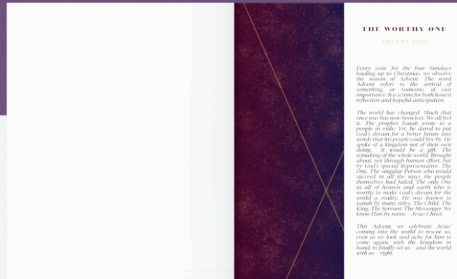 THE WORTHY ONE
ADVENT 2021
Every year for the four Sundays
leading up to Christmas, we observe
the season of Advent. The word
Advent refers to the arrival of
something, or Someone, of vast
importance. It is a time for both honest
reflection and hopeful anticipation.
The world has changed. Much that
once was has now been lost. We all feel
it. The prophet Isaiah wrote to a
people in exile. Yet, he dared to put
God's dream for a better future into
words that his people could live by. He
spoke of a kingdom not of their own
doing. It would be a gift. The
remaking of the whole world. Brought
about, not through human effort, but
by God's special Representative. The
One. The singular Person who would
succeed in all the ways the people
themselves had failed. The only One
in all of heaven and earth who is
worthy to make God's dream for the
world a reality. He was known to
Isaiah by many titles. The Child. The
King. The Servant. The Messenger. We
know Him by name - Jesus Christ.
This Advent, we celebrate Jesus'
coming into the world to rescue us,
even as we look and ache for him to
come again, with the kingdom in
hand, to finally set us - and the world
with us - right.